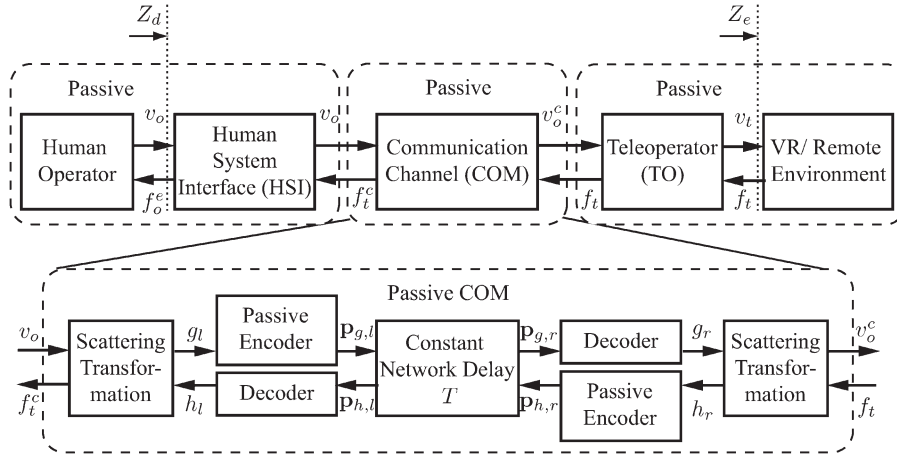 Z_d
Z_e
Passive
Passive
Passive
v_o
v_o
v_o^c
v_t
Human
Operator
Human
System
Interface (HSI)
Communication
Channel (COM)
Teleoperator
(TO)
VR/ Remote
Environment
f_o^e
f_t^c
f_t
f_t
Passive COM
v_o
Scattering
Transfor-
mation
g_l
Passive
Encoder
p_{g,l}
Constant
Network Delay
T
p_{g,r}
Decoder
g_r
Scattering
Transfor-
mation
v_o^c
f_t^c
h_l
Decoder
p_{h,l}
p_{h,r}
Passive
Encoder
h_r
f_t